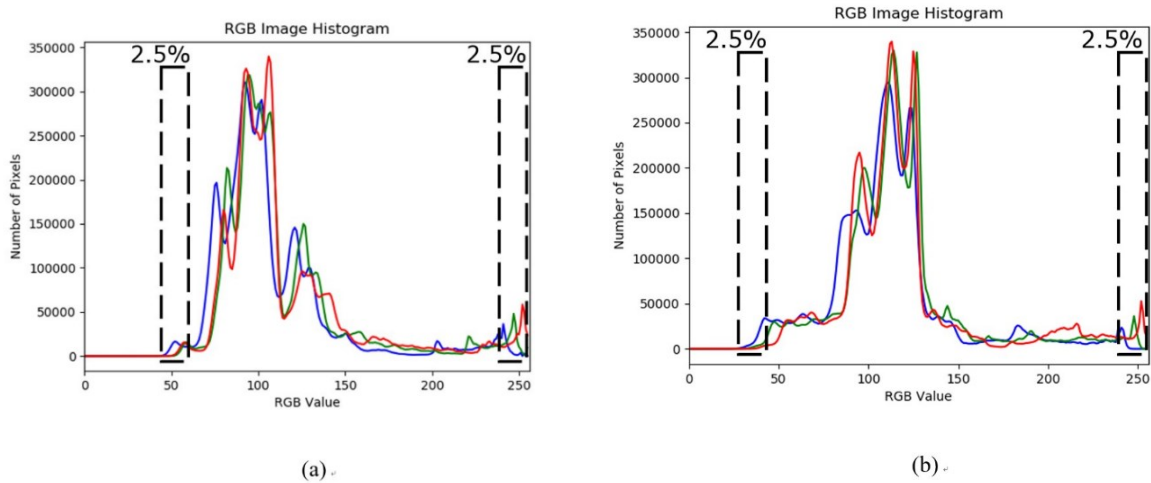 RGB Image Histogram
2.5% 2.5%
350000
300000
250000
200000
150000
100000
50000
0
Number of Pixels
0 50 100 150 200 250
RGB Value
(a)
RGB Image Histogram
2.5% 2.5%
350000
300000
250000
200000
150000
100000
50000
0
Number of Pixels
0 50 100 150 200 250
RGB Value
(b)